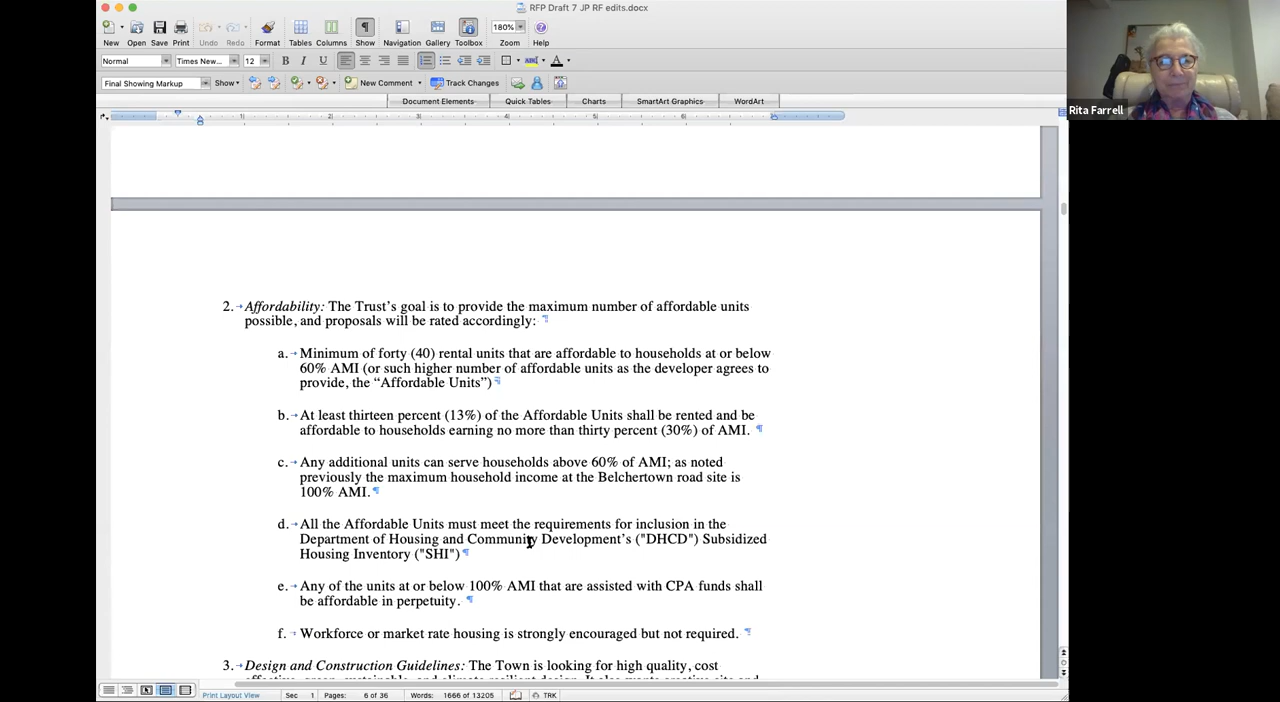 RFP Draft 7 JP RF edits.docx
New Open Save Print Undo Redo Format Tables Columns Show Navigation Gallery Toolbox Zoom Help
180%
Normal Times New... 12 B I U
Final Showing Markup Show New Comment Track Changes
Document Elements Quick Tables Charts SmartArt Graphics WordArt
Rita Farrell
2. Affordability: The Trust's goal is to provide the maximum number of affordable units
possible, and proposals will be rated accordingly: ¶
a. Minimum of forty (40) rental units that are affordable to households at or below
60% AMI (or such higher number of affordable units as the developer agrees to
provide, the “Affordable Units”) ¶
b. At least thirteen percent (13%) of the Affordable Units shall be rented and be
affordable to households earning no more than thirty percent (30%) of AMI. ¶
c. Any additional units can serve households above 60% of AMI; as noted
previously the maximum household income at the Belchertown road site is
100% AMI. ¶
d. All the Affordable Units must meet the requirements for inclusion in the
Department of Housing and Community Development's ("DHCD") Subsidized
Housing Inventory ("SHI") ¶
e. Any of the units at or below 100% AMI that are assisted with CPA funds shall
be affordable in perpetuity. ¶
f. Workforce or market rate housing is strongly encouraged but not required. ¶
3. Design and Construction Guidelines: The Town is looking for high quality, cost
Print Layout View Sec 1 Pages: 6 of 36 Words: 1666 of 13205 TRK